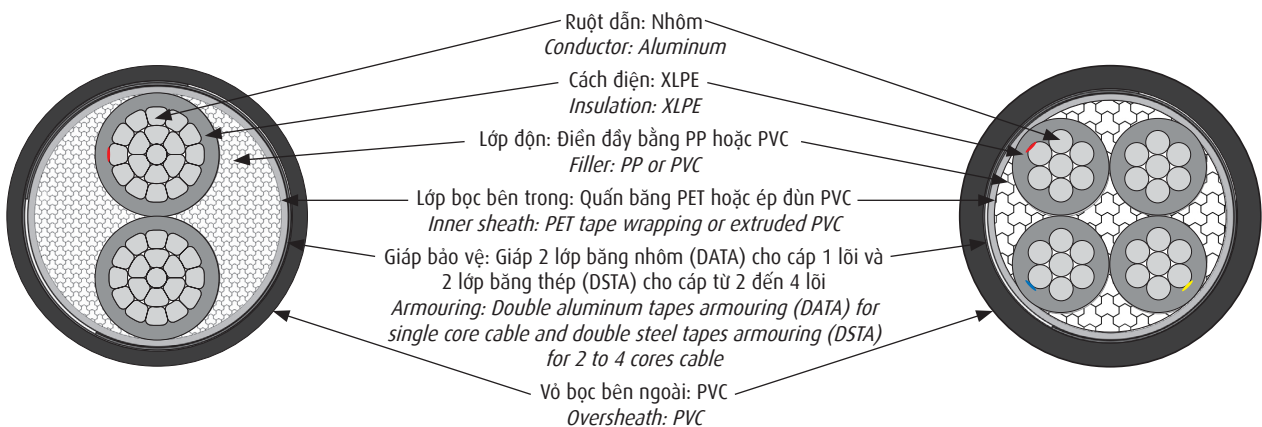 Ruột dẫn: Nhôm
Conductor: Aluminum
Cách điện: XLPE
Insulation: XLPE
Lớp độn: Điền đầy bằng PP hoặc PVC
Filler: PP or PVC
Lớp bọc bên trong: Quấn băng PET hoặc ép đùn PVC
Inner sheath: PET tape wrapping or extruded PVC
Giáp bảo vệ: Giáp 2 lớp băng nhôm (DATA) cho cáp 1 lõi và
2 lớp băng thép (DSTA) cho cáp từ 2 đến 4 lõi
Armouring: Double aluminum tapes armouring (DATA) for
single core cable and double steel tapes armouring (DSTA)
for 2 to 4 cores cable
Vỏ bọc bên ngoài: PVC
Oversheath: PVC